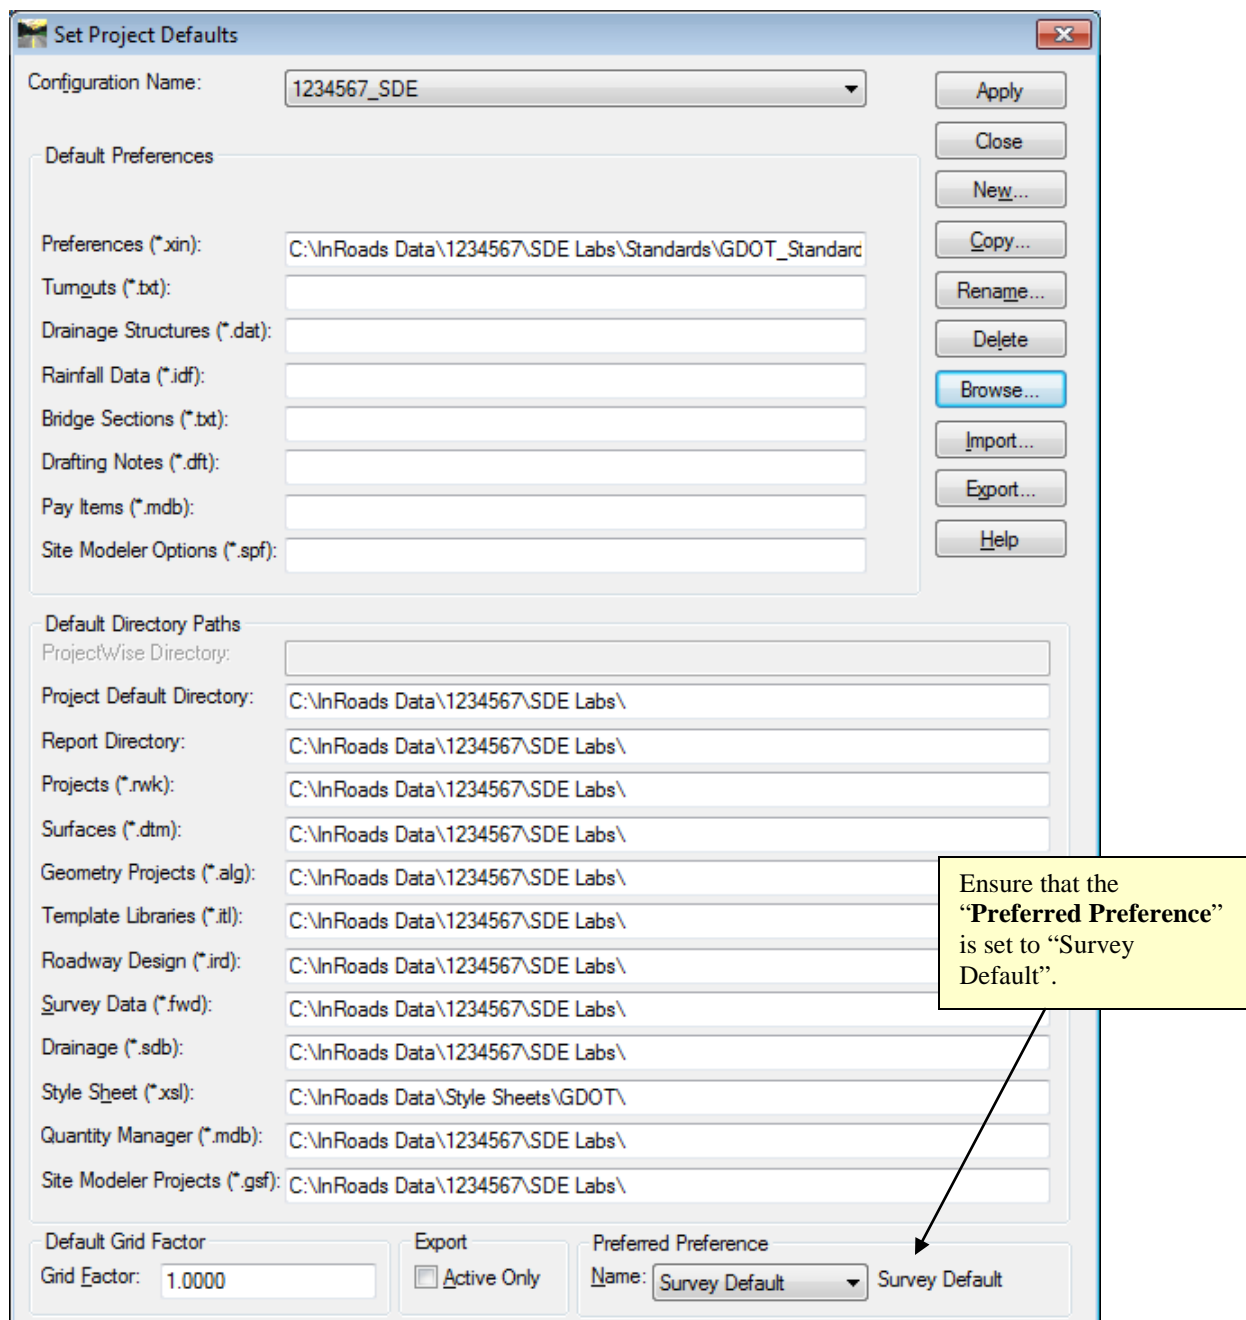 Set Project Defaults
Configuration Name: 1234567_SDE
Apply
Close
New...
Copy...
Rename...
Delete
Browse...
Import...
Export...
Help
Default Preferences
Preferences (*.xin): C:\InRoads Data\1234567\SDE Labs\Standards\GDOT_Standard
Turnouts (*.txt):
Drainage Structures (*.dat):
Rainfall Data (*.idf):
Bridge Sections (*.txt):
Drafting Notes (*.dft):
Pay Items (*.mdb):
Site Modeler Options (*.spf):
Default Directory Paths
ProjectWise Directory:
Project Default Directory: C:\InRoads Data\1234567\SDE Labs\
Report Directory: C:\InRoads Data\1234567\SDE Labs\
Projects (*.rwk): C:\InRoads Data\1234567\SDE Labs\
Surfaces (*.dtm): C:\InRoads Data\1234567\SDE Labs\
Geometry Projects (*.alg): C:\InRoads Data\1234567\SDE Labs\
Template Libraries (*.itl): C:\InRoads Data\1234567\SDE Labs\
Roadway Design (*.ird): C:\InRoads Data\1234567\SDE Labs\
Survey Data (*.fwd): C:\InRoads Data\1234567\SDE Labs\
Drainage (*.sdb): C:\InRoads Data\1234567\SDE Labs\
Style Sheet (*.xsl): C:\InRoads Data\Style Sheets\GDOT\
Quantity Manager (*.mdb): C:\InRoads Data\1234567\SDE Labs\
Site Modeler Projects (*.gsf): C:\InRoads Data\1234567\SDE Labs\
Ensure that the
“Preferred Preference”
is set to “Survey
Default”.
Default Grid Factor
Grid Factor: 1.0000
Export
Active Only
Preferred Preference
Name: Survey Default Survey Default